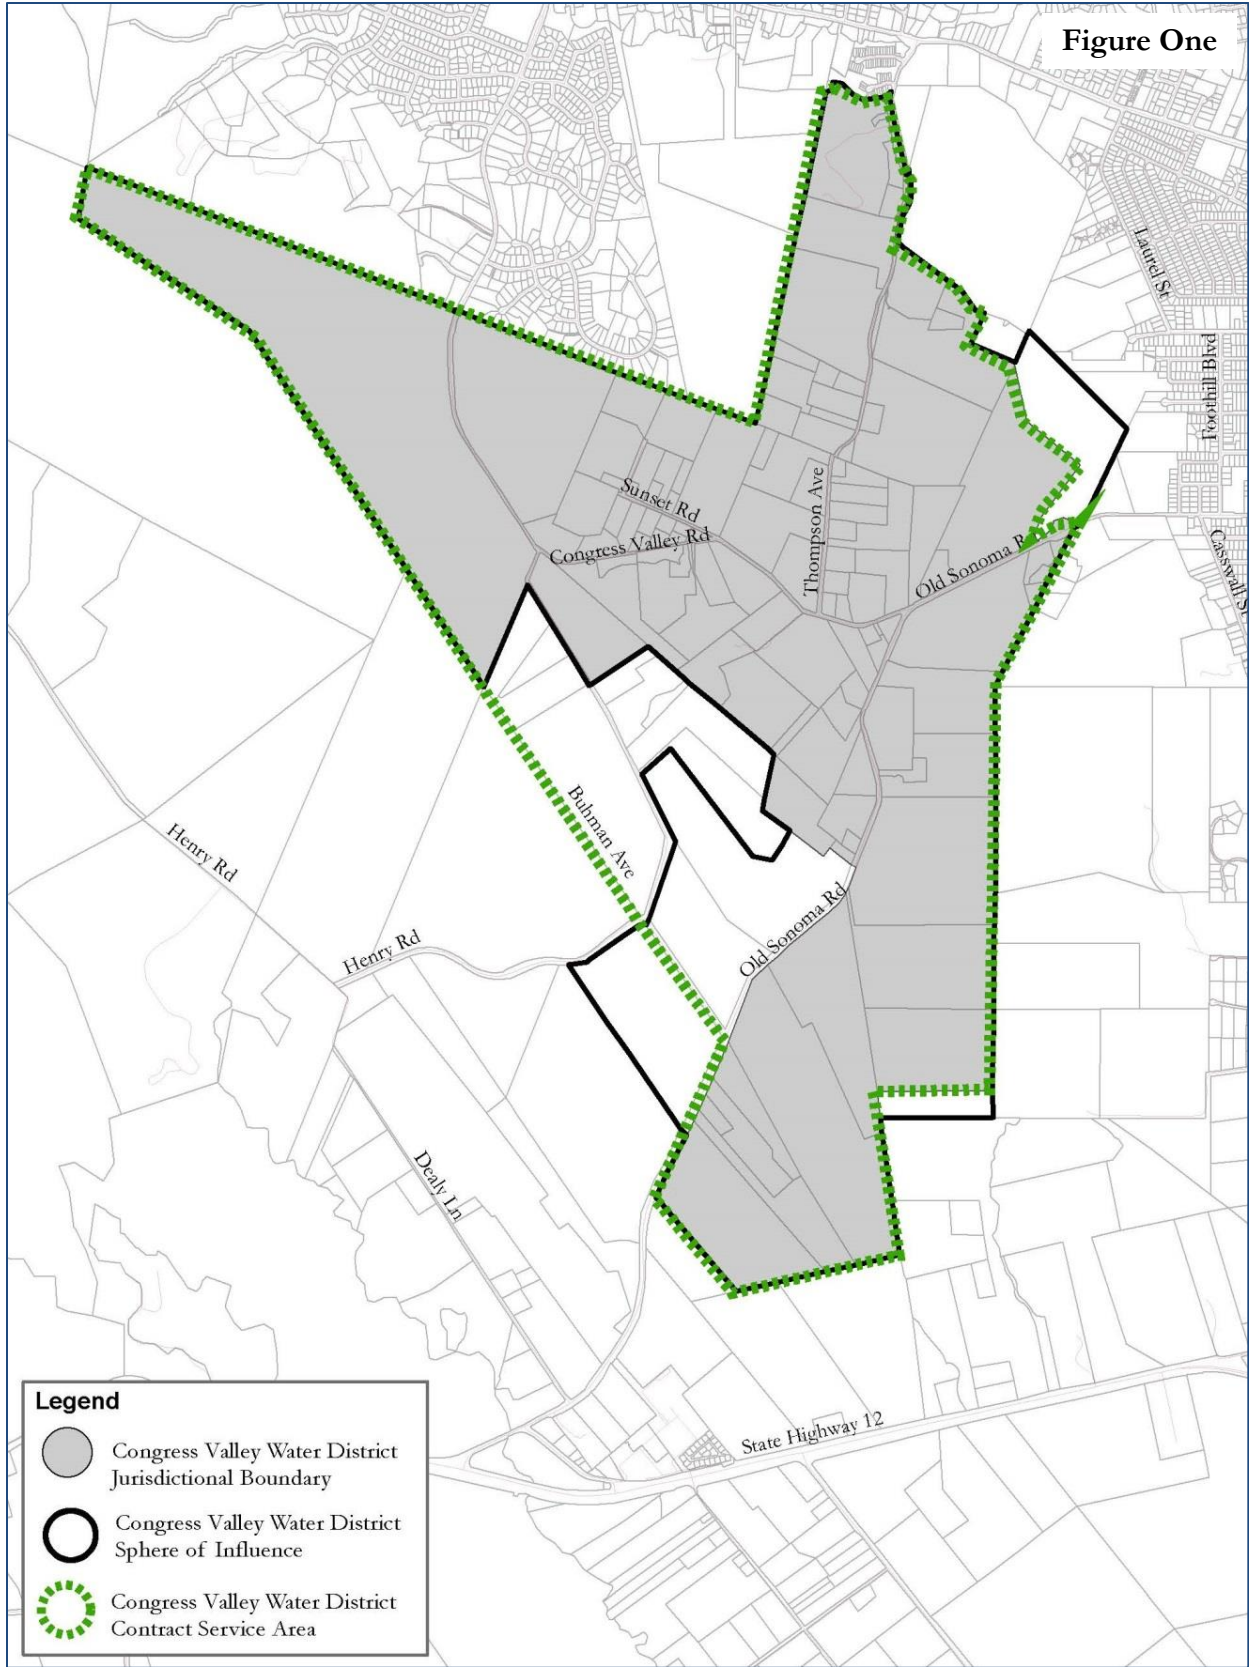 Figure One
Laurel St
Foothill Blvd
Sunset Rd
Congress Valley Rd
Thompson Ave
Old Sonoma R
Casswall St
Buhman Ave
Henry Rd
Old Sonoma Rd
Henry Rd
Dealy Ln
State Highway 12
Legend
Congress Valley Water District
Jurisdictional Boundary
Congress Valley Water District
Sphere of Influence
Congress Valley Water District
Contract Service Area